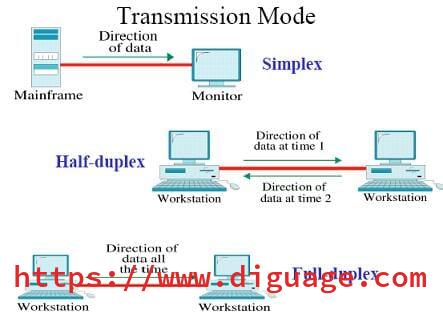 Transmission Mode
Direction
of data
Simplex
Mainframe
Monitor
Half-duplex
Direction of
data at time 1
Direction of
data at time 2
Workstation
Workstation
Direction of
data all
the time
Full-duplex
https://www.diguage.com
Workstation
Workstation